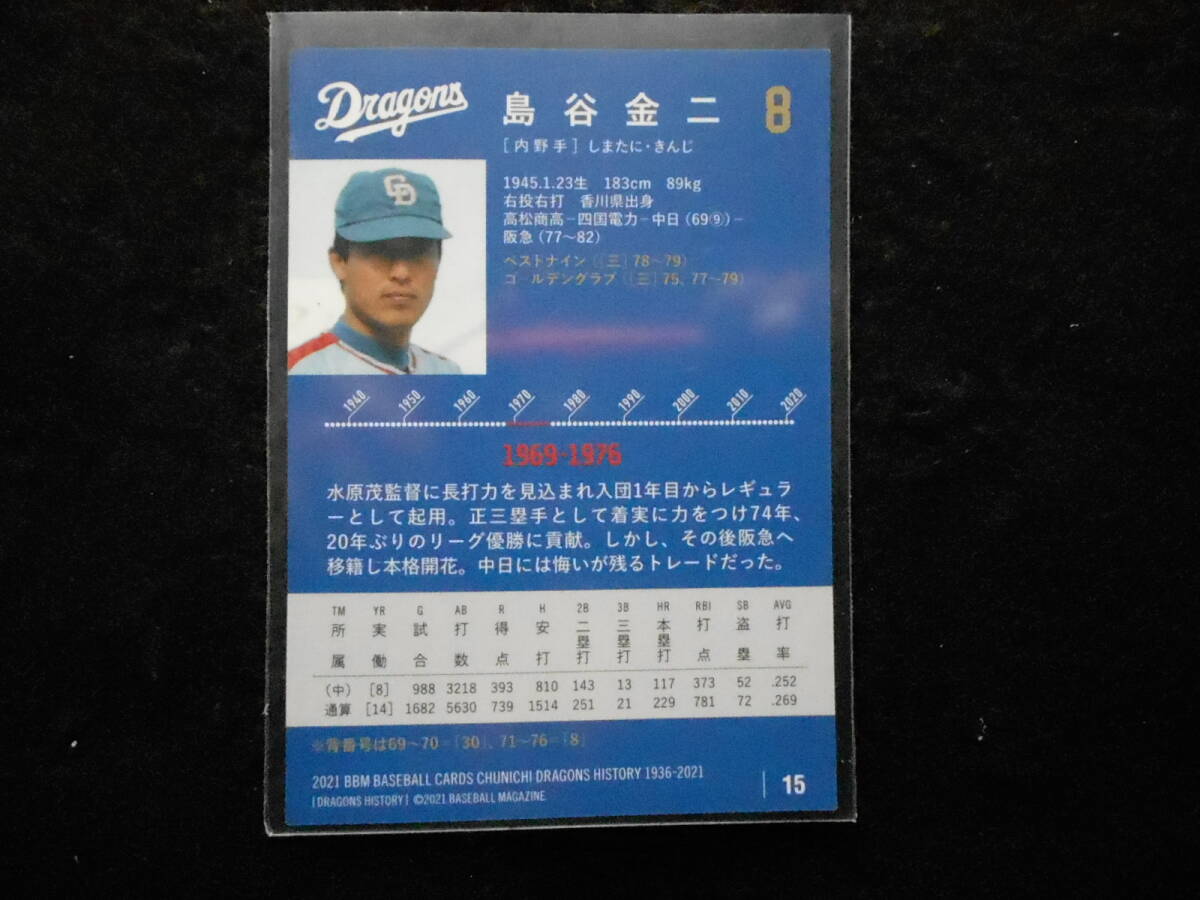 Dragons
島谷金二 8
［内野手］しまたに・きんじ
CD
1945.1.23生 183cm 89kg
右投右打 香川県出身
高松商高－四国電力－中日（69⑨）－
阪急（77～82）
ベストナイン（［三］78～79）
ゴールデングラブ（［三］75、77～79）
1940 1950 1960 1970 1980 1990 2000 2010 2020
1969-1976
水原茂監督に長打力を見込まれ入団1年目からレギュラ
ーとして起用。正三塁手として着実に力をつけ74年、
20年ぶりのリーグ優勝に貢献。しかし、その後阪急へ
移籍し本格開花。中日には悔いが残るトレードだった。
TM YR G AB R H 2B 3B HR RBI SB AVG
所属 実働 試合 打数 得点 安打 二塁打 三塁打 本塁打 打点 盗塁 打率
（中） [8] 988 3218 393 810 143 13 117 373 52 .252
通算 [14] 1682 5630 739 1514 251 21 229 781 72 .269
※背番号は69～70=［30］、71～76=［8］
2021 BBM BASEBALL CARDS CHUNICHI DRAGONS HISTORY 1936-2021
[DRAGONS HISTORY] ©2021 BASEBALL MAGAZINE
15